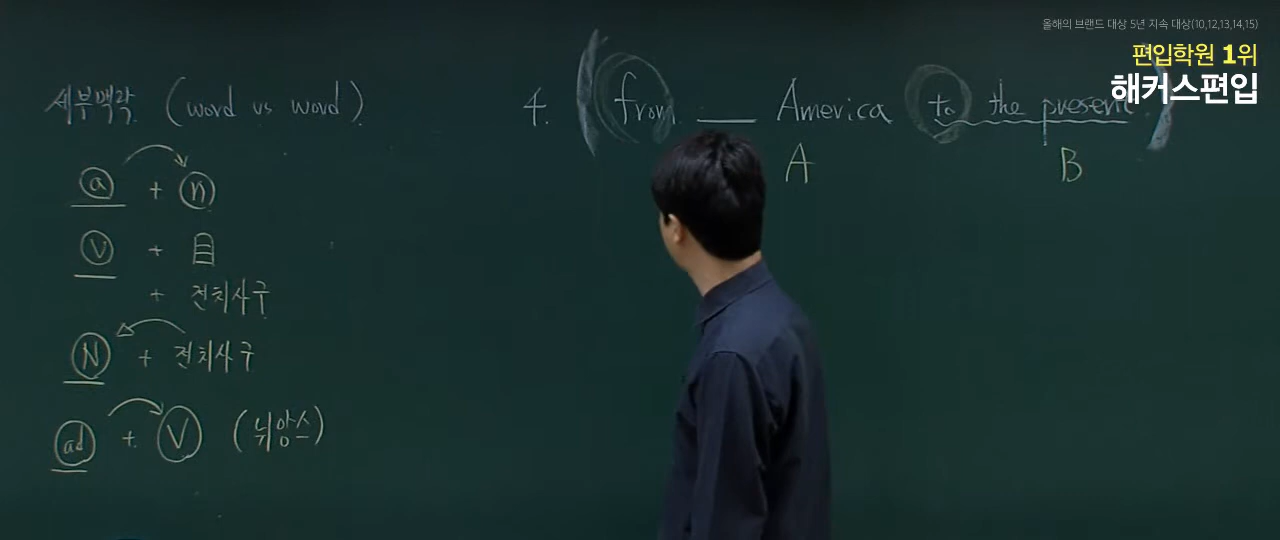 올해의 브랜드 대상 5년 지속 대상(10,12,13,14,15)
편입학원 1위
해커스편입
세부맥락 (word vs word)
ⓐ + ⓝ
Ⓥ + 目
+ 전치사구
Ⓝ + 전치사구
ad + Ⓥ (뉘앙스)
4. (from ___ America to the present)
A B